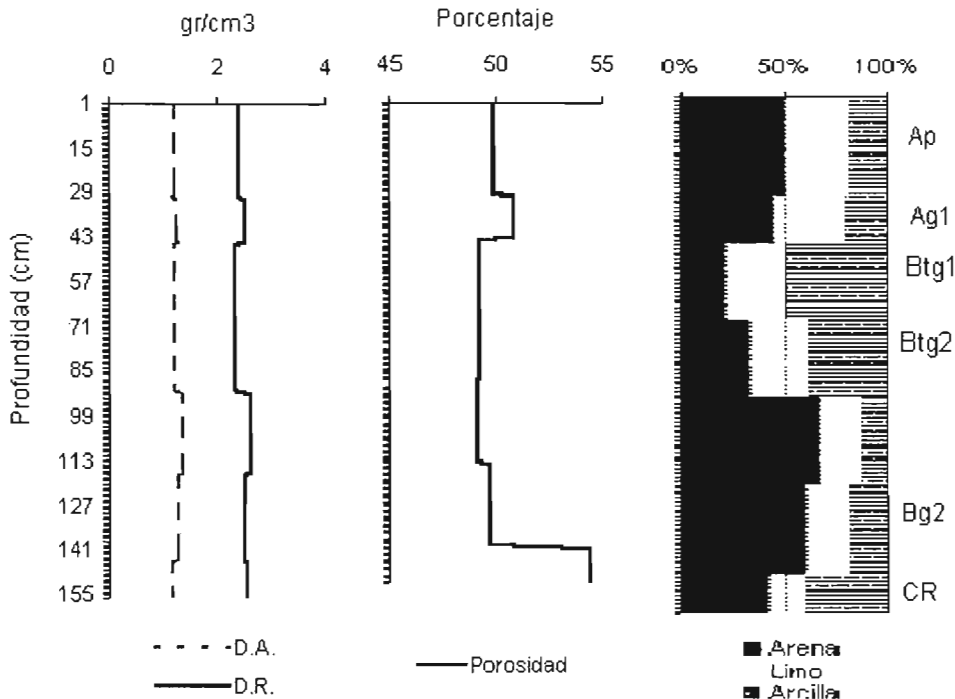 gr/cm3
0 2 4
Porcentaje
45 50 55
0% 50% 100%
Profundidad (cm)
1
15
29
43
57
71
85
99
113
127
141
155
Ap
Ag1
Btg1
Btg2
Bg2
CR
D.A.
D.R.
Porosidad
Arena
Limo
Arcilla